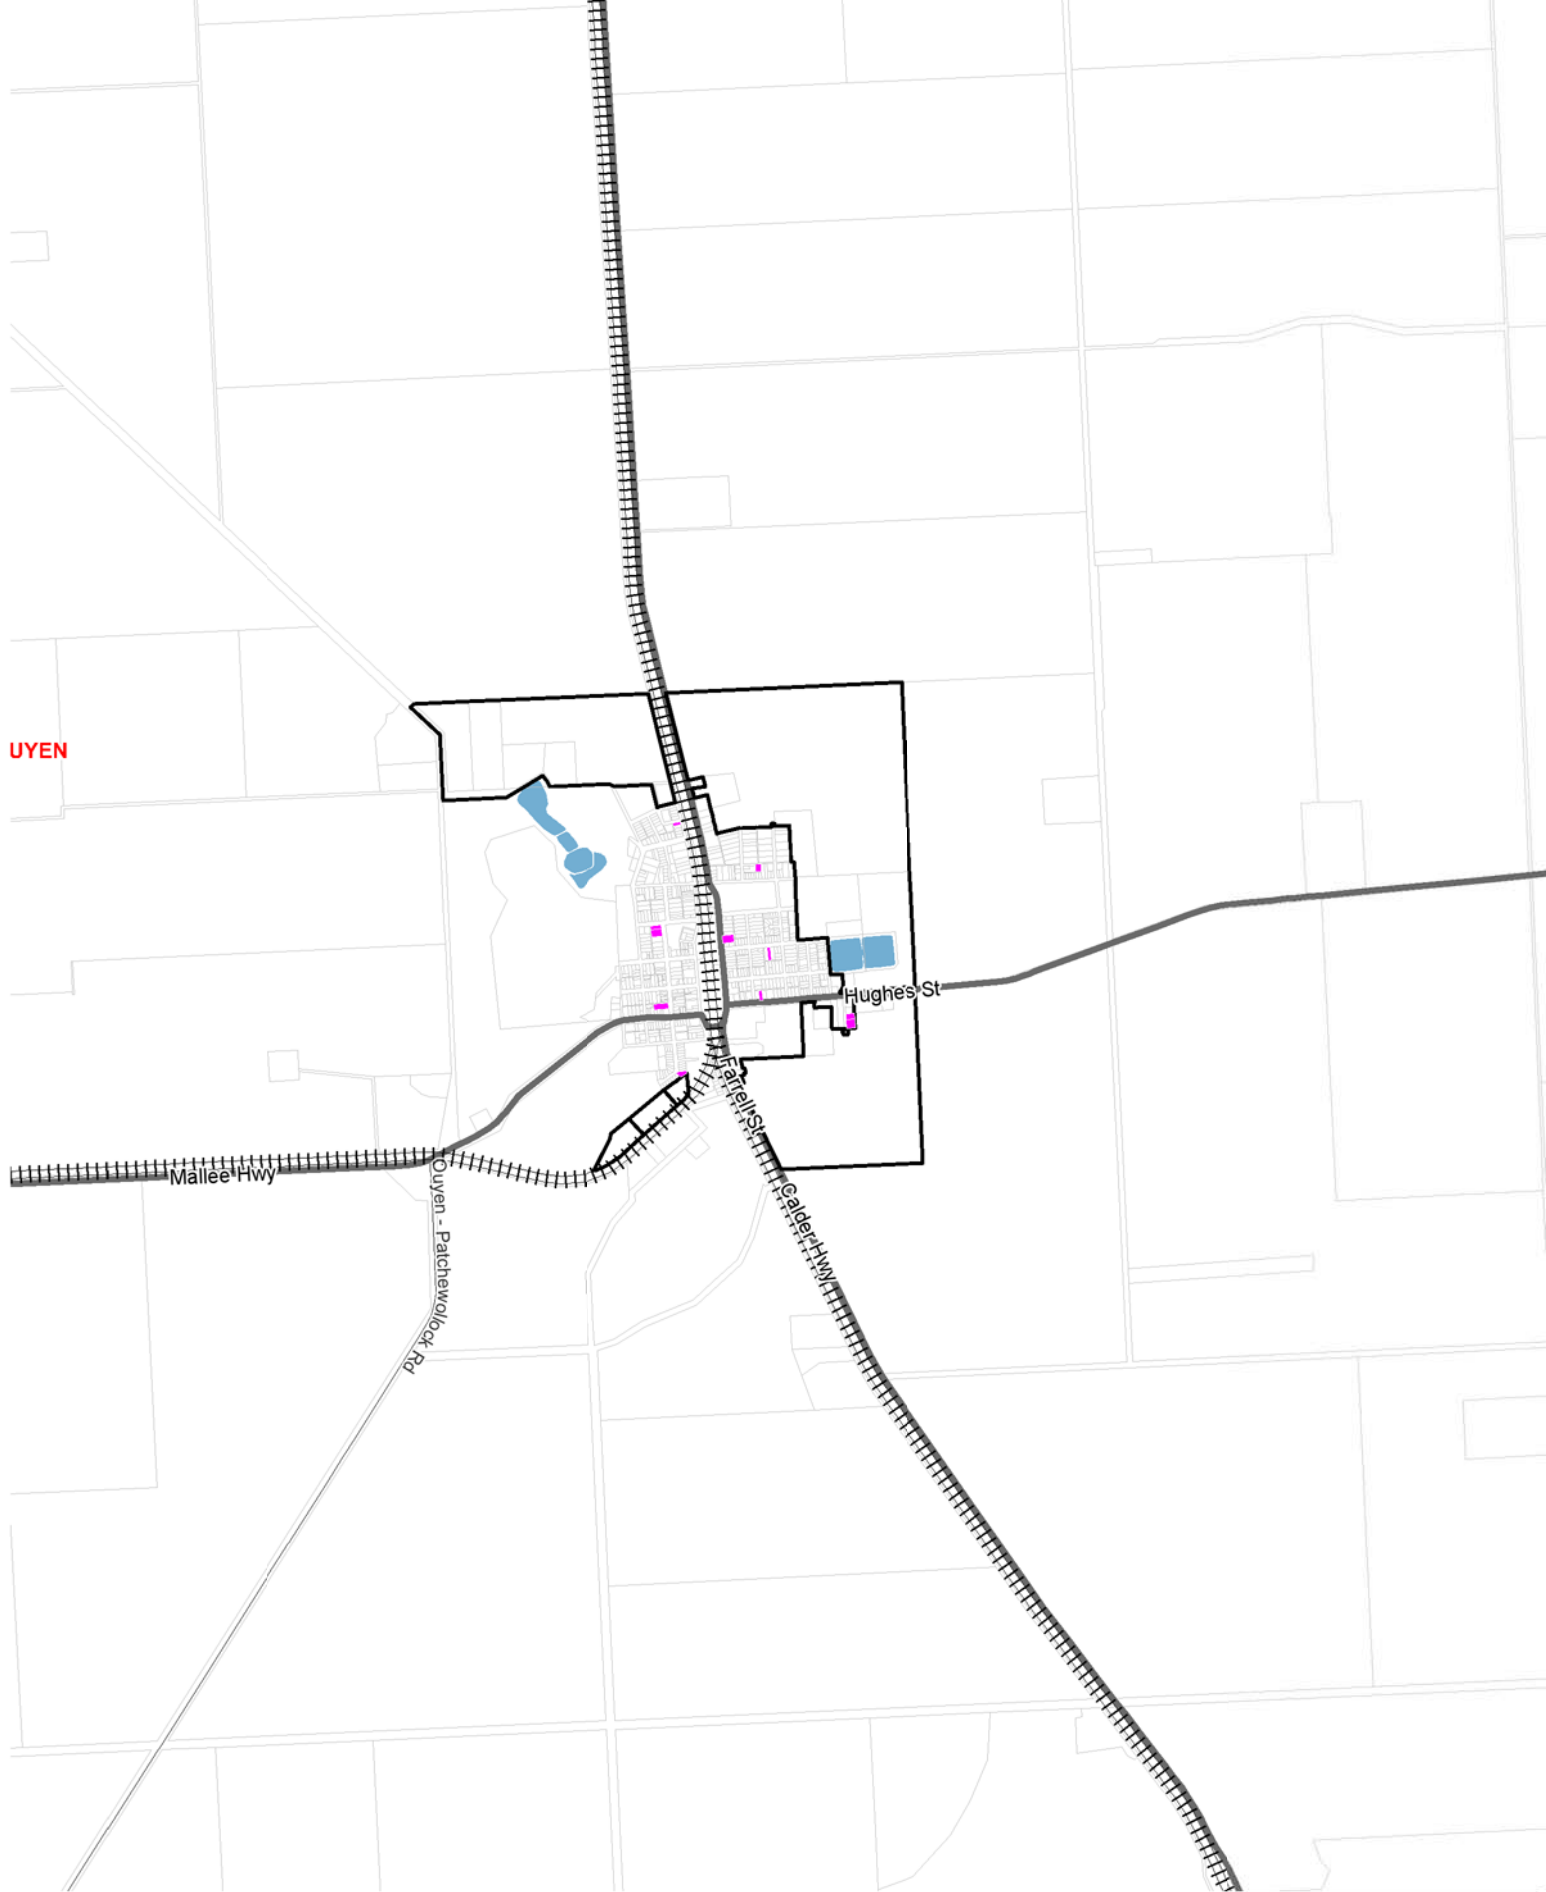 UYEN
Hughes St
Farrell St
Mallee Hwy
Ouyen - Patchewollock Rd
Calder Hwy